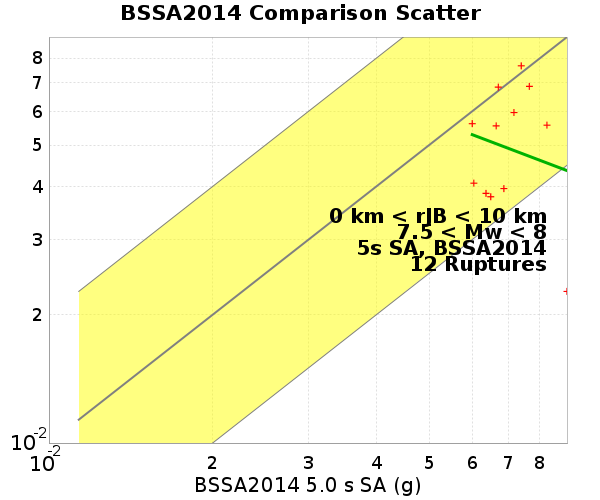 BSSA2014 Comparison Scatter
8
7
6
5
4
3
2
10-2
0 km < rJB < 10 km
7.5 < Mw < 8
5s SA, BSSA2014
12 Ruptures
10-2 2 3 4 5 6 7 8
BSSA2014 5.0 s SA (g)